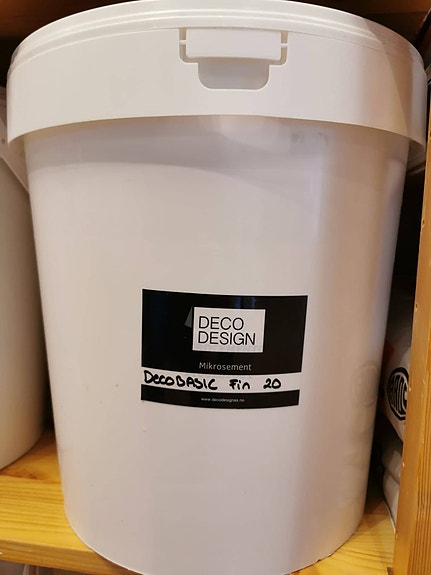 DECO
DESIGN
Mikrosement
DecoBASIC Fin 20
www.decodesignas.no